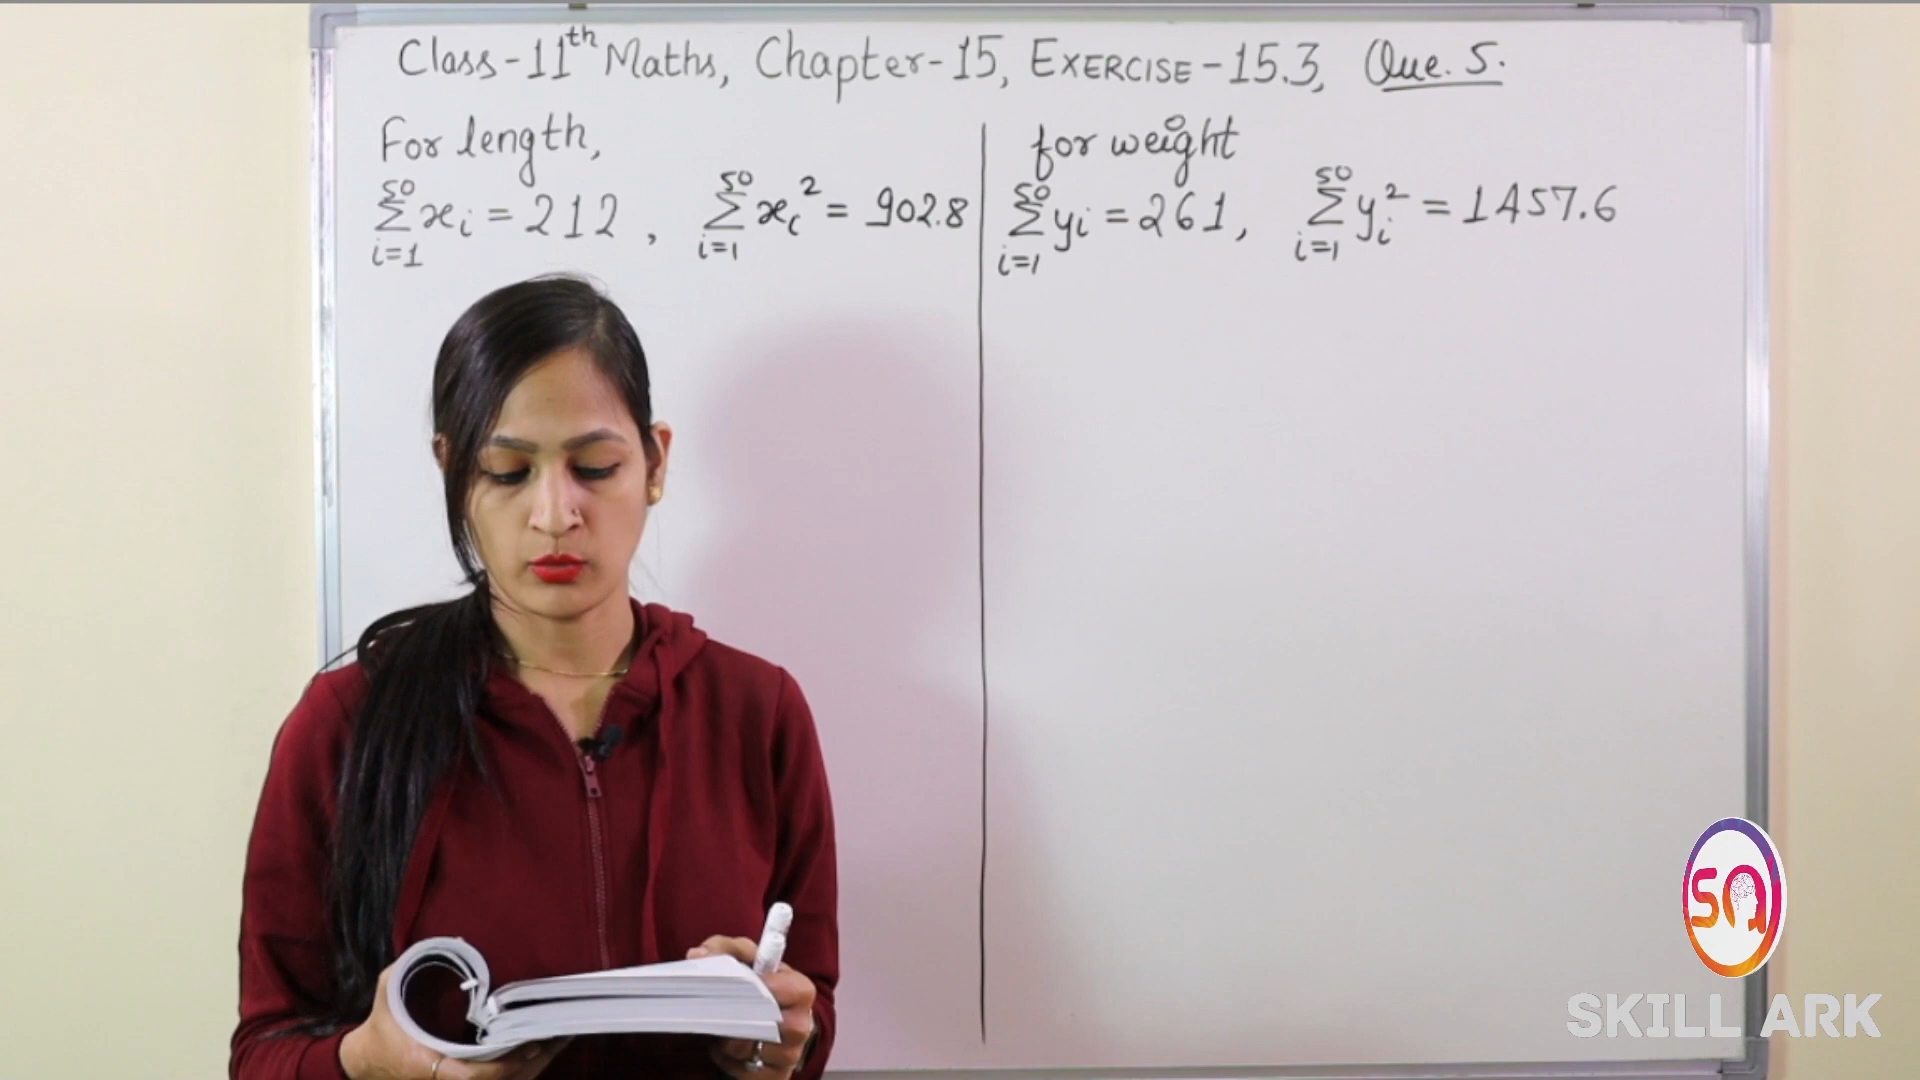 Class-11th Maths, Chapter-15, EXERCISE-15.3, Que. 5.
For length,
50 50
∑ xi = 212 , ∑ xi² = 902.8
i=1 i=1
for weight
50 50
∑ yi = 261, ∑ yi² = 1457.6
i=1 i=1
SA
SKILL ARK